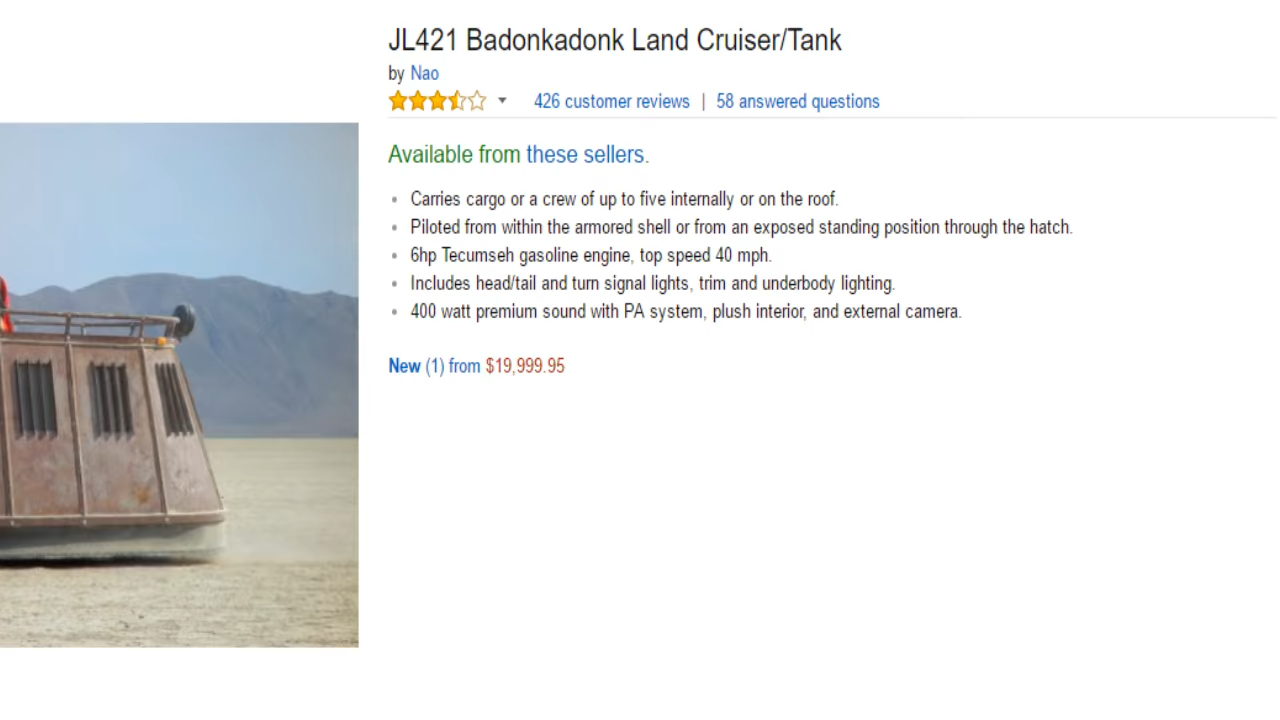 JL421 Badonkadonk Land Cruiser/Tank
by Nao
426 customer reviews | 58 answered questions
Available from these sellers.
Carries cargo or a crew of up to five internally or on the roof.
Piloted from within the armored shell or from an exposed standing position through the hatch.
6hp Tecumseh gasoline engine, top speed 40 mph.
Includes head/tail and turn signal lights, trim and underbody lighting.
400 watt premium sound with PA system, plush interior, and external camera.
New (1) from $19,999.95